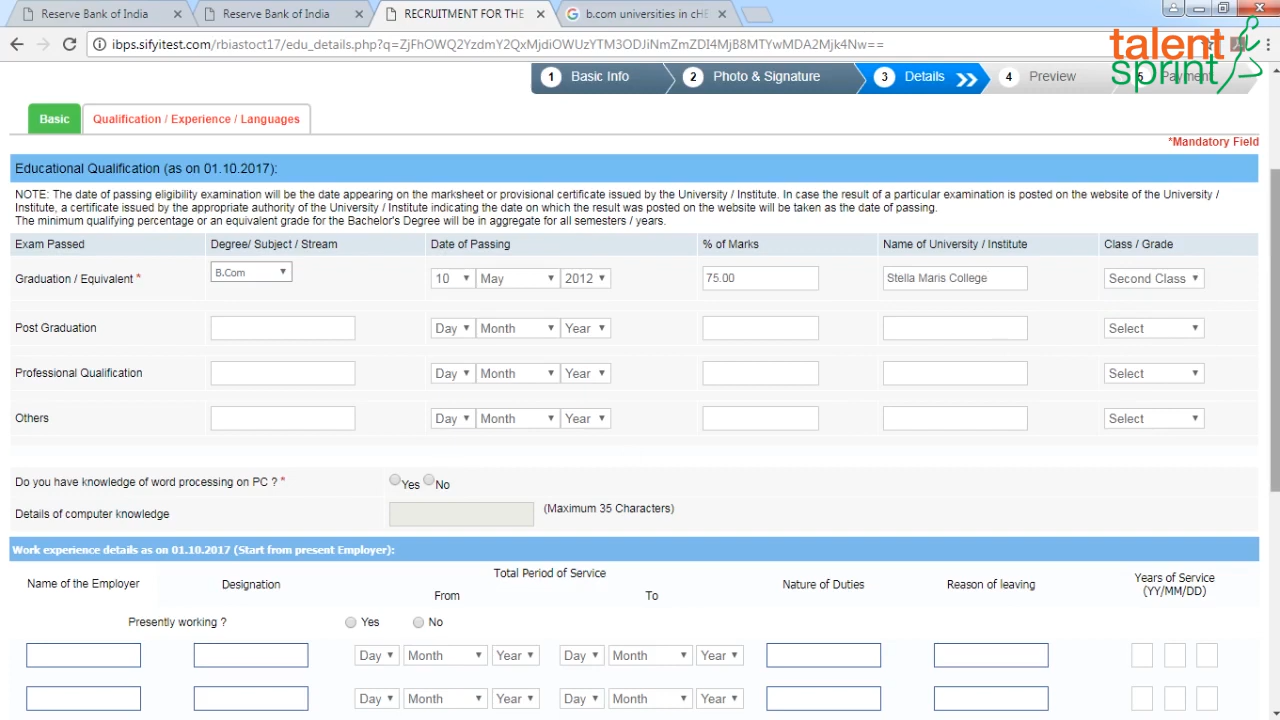 Reserve Bank of India
Reserve Bank of India
RECRUITMENT FOR THE
b.com universities in cHE
talent
sprint
1 Basic Info
2 Photo & Signature
3 Details
4 Preview
5 Payment
Basic
Qualification / Experience / Languages
*Mandatory Field
Educational Qualification (as on 01.10.2017):
NOTE: The date of passing eligibility examination will be the date appearing on the marksheet or provisional certificate issued by the University / Institute. In case the result of a particular examination is posted on the website of the University /
Institute, a certificate issued by the appropriate authority of the University / Institute indicating the date on which the result was posted on the website will be taken as the date of passing.
The minimum qualifying percentage or an equivalent grade for the Bachelor's Degree will be in aggregate for all semesters / years.
Exam Passed Degree/ Subject / Stream Date of Passing % of Marks Name of University / Institute Class / Grade
Graduation / Equivalent * B.Com 10 May 2012 75.00 Stella Maris College Second Class
Post Graduation Day Month Year Select
Professional Qualification Day Month Year Select
Others Day Month Year Select
Do you have knowledge of word processing on PC ? * Yes No
Details of computer knowledge (Maximum 35 Characters)
Work experience details as on 01.10.2017 (Start from present Employer):
Name of the Employer Designation Total Period of Service Nature of Duties Reason of leaving Years of Service
(YY/MM/DD)
From To
Presently working ? Yes No
Day Month Year Day Month Year
Day Month Year Day Month Year